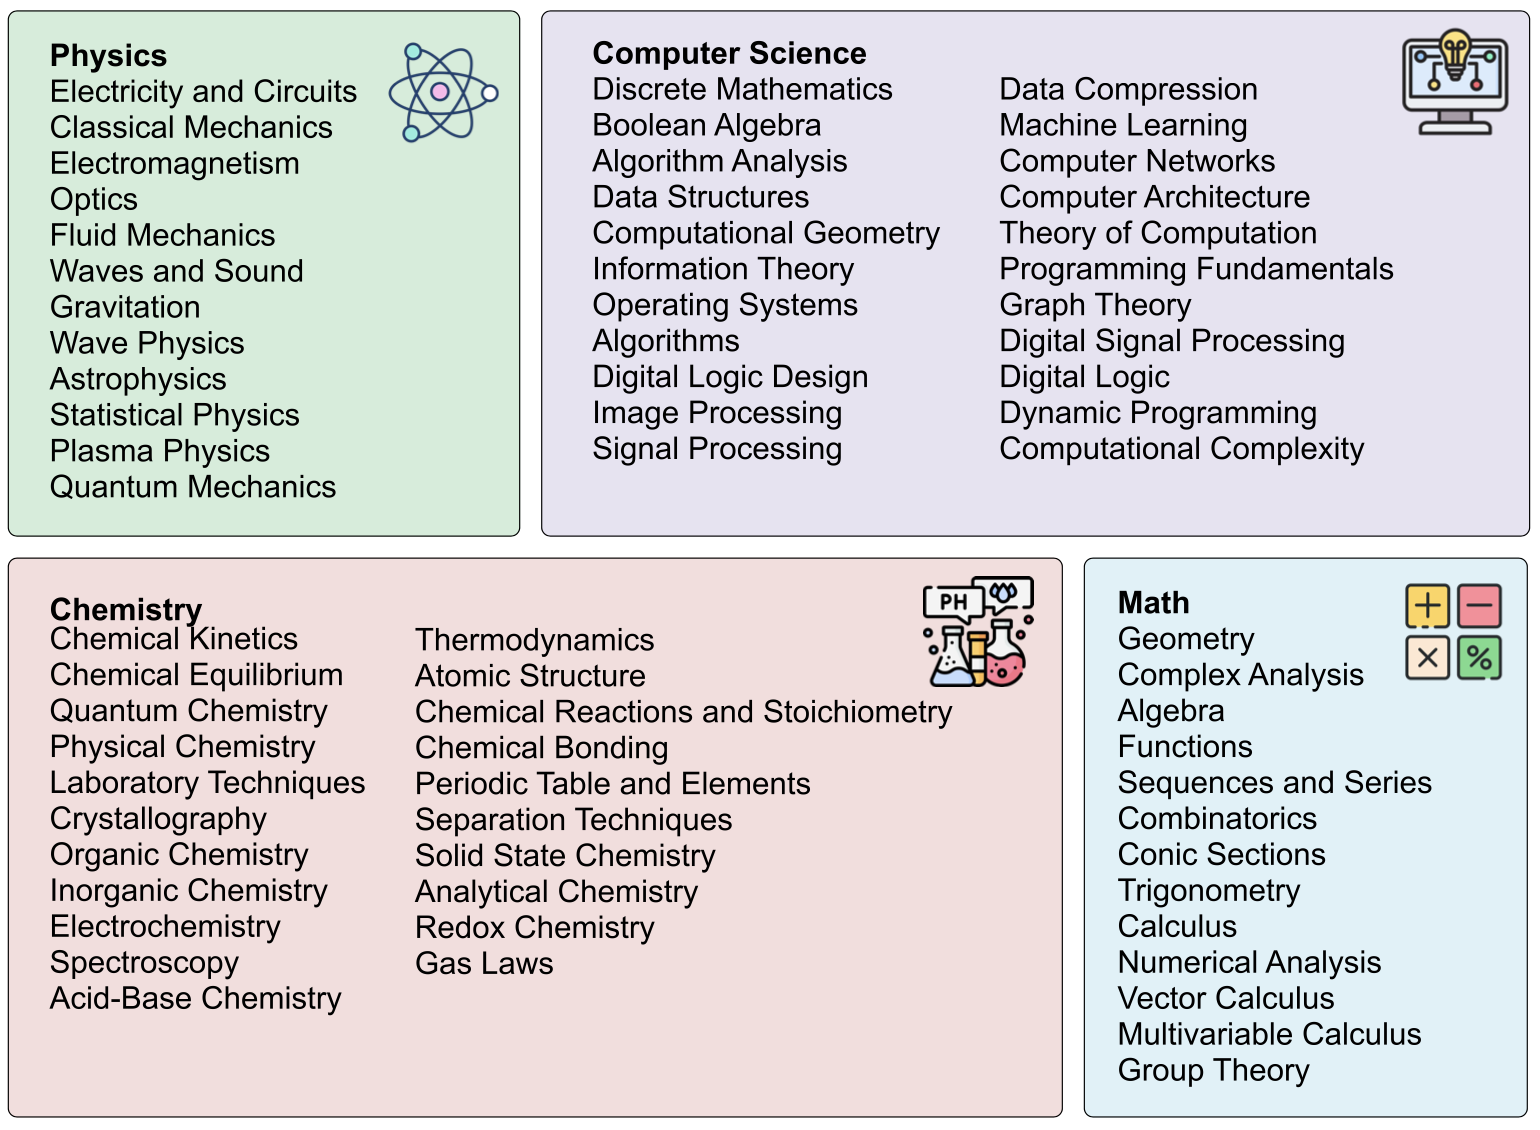 Physics
Electricity and Circuits
Classical Mechanics
Electromagnetism
Optics
Fluid Mechanics
Waves and Sound
Gravitation
Wave Physics
Astrophysics
Statistical Physics
Plasma Physics
Quantum Mechanics
Computer Science
Discrete Mathematics
Boolean Algebra
Algorithm Analysis
Data Structures
Computational Geometry
Information Theory
Operating Systems
Algorithms
Digital Logic Design
Image Processing
Signal Processing
Data Compression
Machine Learning
Computer Networks
Computer Architecture
Theory of Computation
Programming Fundamentals
Graph Theory
Digital Signal Processing
Digital Logic
Dynamic Programming
Computational Complexity
Chemistry
Chemical Kinetics
Chemical Equilibrium
Quantum Chemistry
Physical Chemistry
Laboratory Techniques
Crystallography
Organic Chemistry
Inorganic Chemistry
Electrochemistry
Spectroscopy
Acid-Base Chemistry
Thermodynamics
Atomic Structure
Chemical Reactions and Stoichiometry
Chemical Bonding
Periodic Table and Elements
Separation Techniques
Solid State Chemistry
Analytical Chemistry
Redox Chemistry
Gas Laws
PH
Math
Geometry
Complex Analysis
Algebra
Functions
Sequences and Series
Combinatorics
Conic Sections
Trigonometry
Calculus
Numerical Analysis
Vector Calculus
Multivariable Calculus
Group Theory
+ −
× %